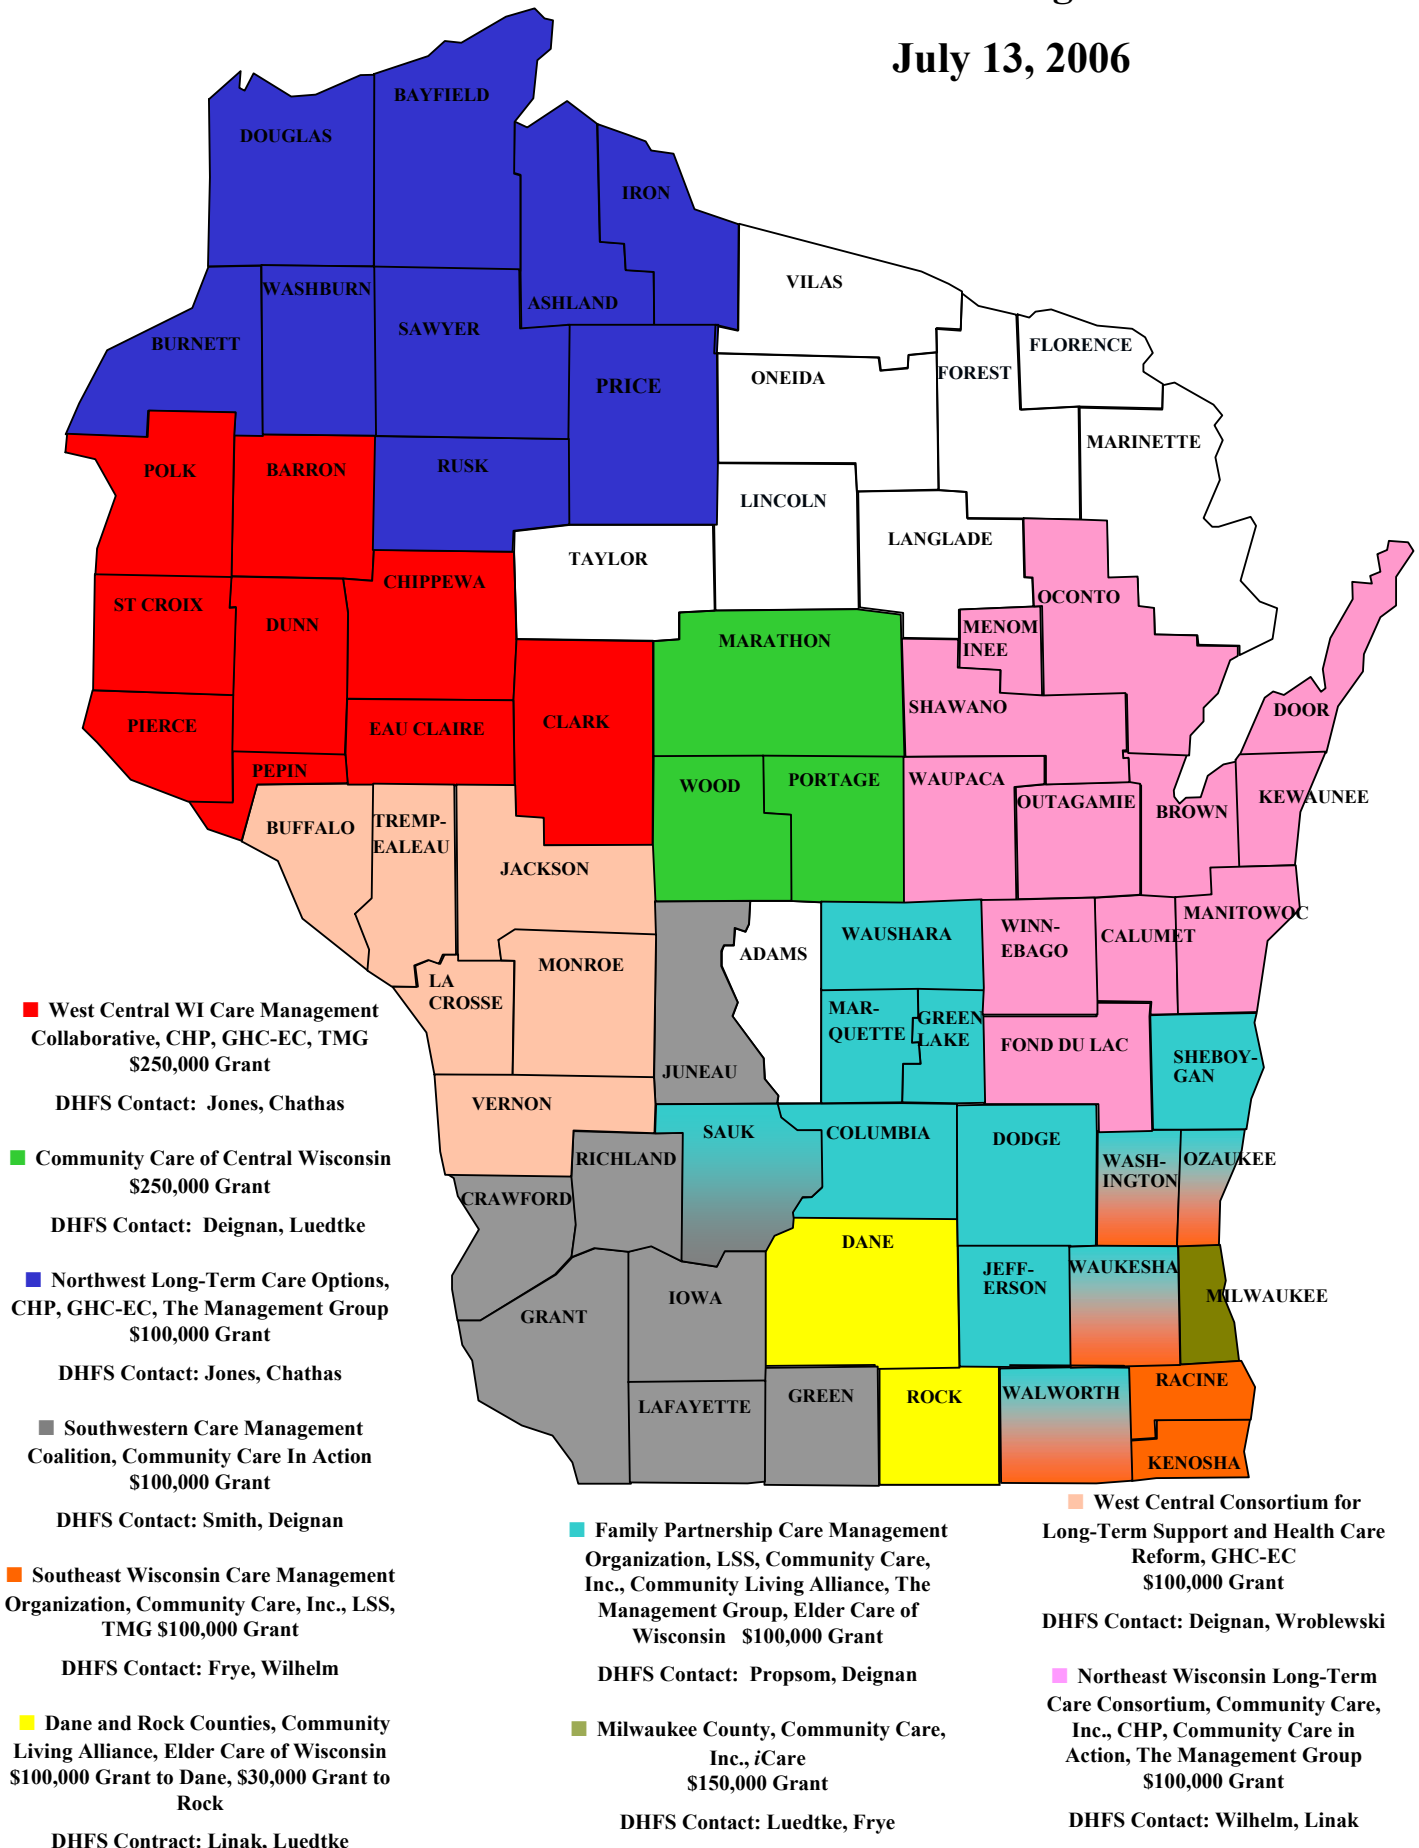 July 13, 2006
BAYFIELD
DOUGLAS
IRON
VILAS
WASHBURN
ASHLAND
SAWYER
BURNETT
FLORENCE
FOREST
ONEIDA
PRICE
MARINETTE
POLK
BARRON
RUSK
LINCOLN
LANGLADE
TAYLOR
CHIPPEWA
OCONTO
ST CROIX
DUNN
MENOM
INEE
MARATHON
SHAWANO
DOOR
PIERCE
EAU CLAIRE
CLARK
PEPIN
WOOD
PORTAGE
WAUPACA
OUTAGAMIE
KEWAUNEE
BROWN
BUFFALO
TREMP-
EALEAU
JACKSON
MANITOWOC
WAUSHARA
WINN-
EBAGO
CALUMET
ADAMS
MONROE
LA
CROSSE
MAR-
QUETTE
GREEN
LAKE
FOND DU LAC
SHEBOY-
GAN
JUNEAU
VERNON
SAUK
COLUMBIA
DODGE
RICHLAND
WASH-
INGTON
OZAUKEE
CRAWFORD
DANE
JEFF-
ERSON
WAUKESHA
MILWAUKEE
IOWA
GRANT
RACINE
LAFAYETTE
GREEN
ROCK
WALWORTH
KENOSHA
West Central WI Care Management
Collaborative, CHP, GHC-EC, TMG
$250,000 Grant
DHFS Contact: Jones, Chathas
Community Care of Central Wisconsin
$250,000 Grant
DHFS Contact: Deignan, Luedtke
Northwest Long-Term Care Options,
CHP, GHC-EC, The Management Group
$100,000 Grant
DHFS Contact: Jones, Chathas
Southwestern Care Management
Coalition, Community Care In Action
$100,000 Grant
DHFS Contact: Smith, Deignan
Southeast Wisconsin Care Management
Organization, Community Care, Inc., LSS,
TMG $100,000 Grant
DHFS Contact: Frye, Wilhelm
Dane and Rock Counties, Community
Living Alliance, Elder Care of Wisconsin
$100,000 Grant to Dane, $30,000 Grant to
Rock
DHFS Contract: Linak, Luedtke
Family Partnership Care Management
Organization, LSS, Community Care,
Inc., Community Living Alliance, The
Management Group, Elder Care of
Wisconsin $100,000 Grant
DHFS Contact: Propsom, Deignan
Milwaukee County, Community Care,
Inc., iCare
$150,000 Grant
DHFS Contact: Luedtke, Frye
West Central Consortium for
Long-Term Support and Health Care
Reform, GHC-EC
$100,000 Grant
DHFS Contact: Deignan, Wroblewski
Northeast Wisconsin Long-Term
Care Consortium, Community Care,
Inc., CHP, Community Care in
Action, The Management Group
$100,000 Grant
DHFS Contact: Wilhelm, Linak